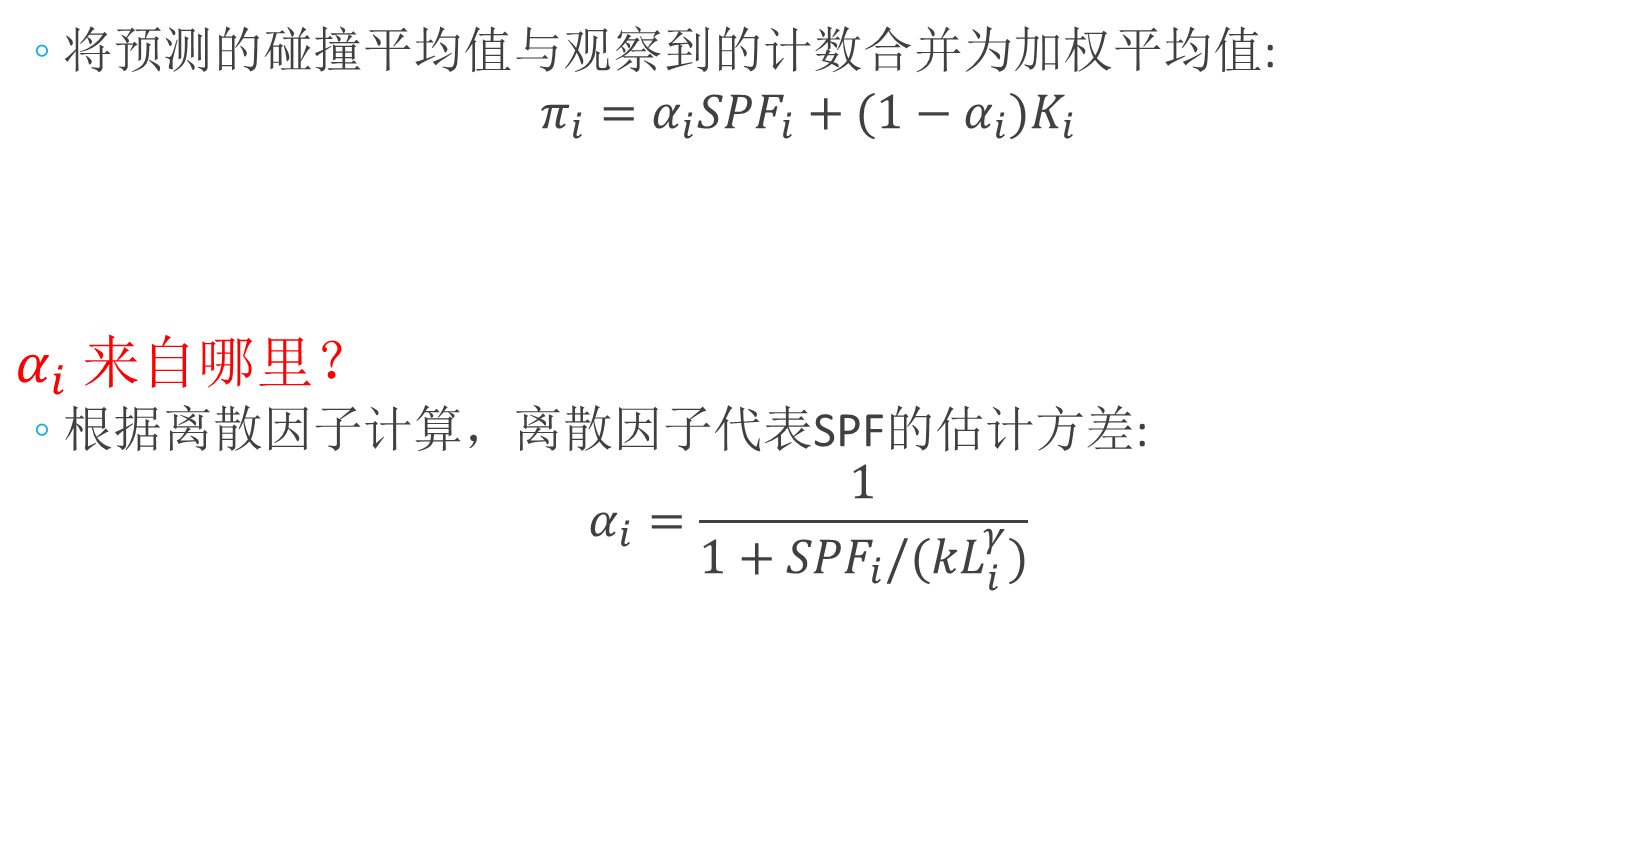 ◦ 将预测的碰撞平均值与观察到的计数合并为加权平均值:
πᵢ = αᵢSPFᵢ + (1 − αᵢ)Kᵢ
αᵢ 来自哪里？
◦ 根据离散因子计算，离散因子代表SPF的估计方差:
αᵢ = 1 / (1 + SPFᵢ/(kLᵢ^γ))